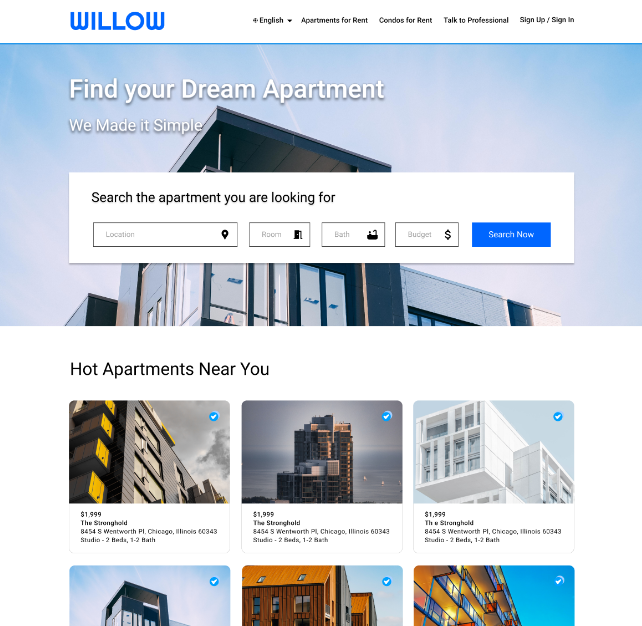 WILLOW
English
Apartments for Rent
Condos for Rent
Talk to Professional
Sign Up / Sign In
Find your Dream Apartment
We Made it Simple
Search the apartment you are looking for
Location
Room
Bath
Budget
Search Now
Hot Apartments Near You
$1,999
The Stronghold
8454 S Wentworth Pl, Chicago, Illinois 60343
Studio - 2 Beds, 1-2 Bath
$1,999
The Stronghold
8454 S Wentworth Pl, Chicago, Illinois 60343
Studio - 2 Beds, 1-2 Bath
$1,999
The Stronghold
8454 S Wentworth Pl, Chicago, Illinois 60343
Studio - 2 Beds, 1-2 Bath